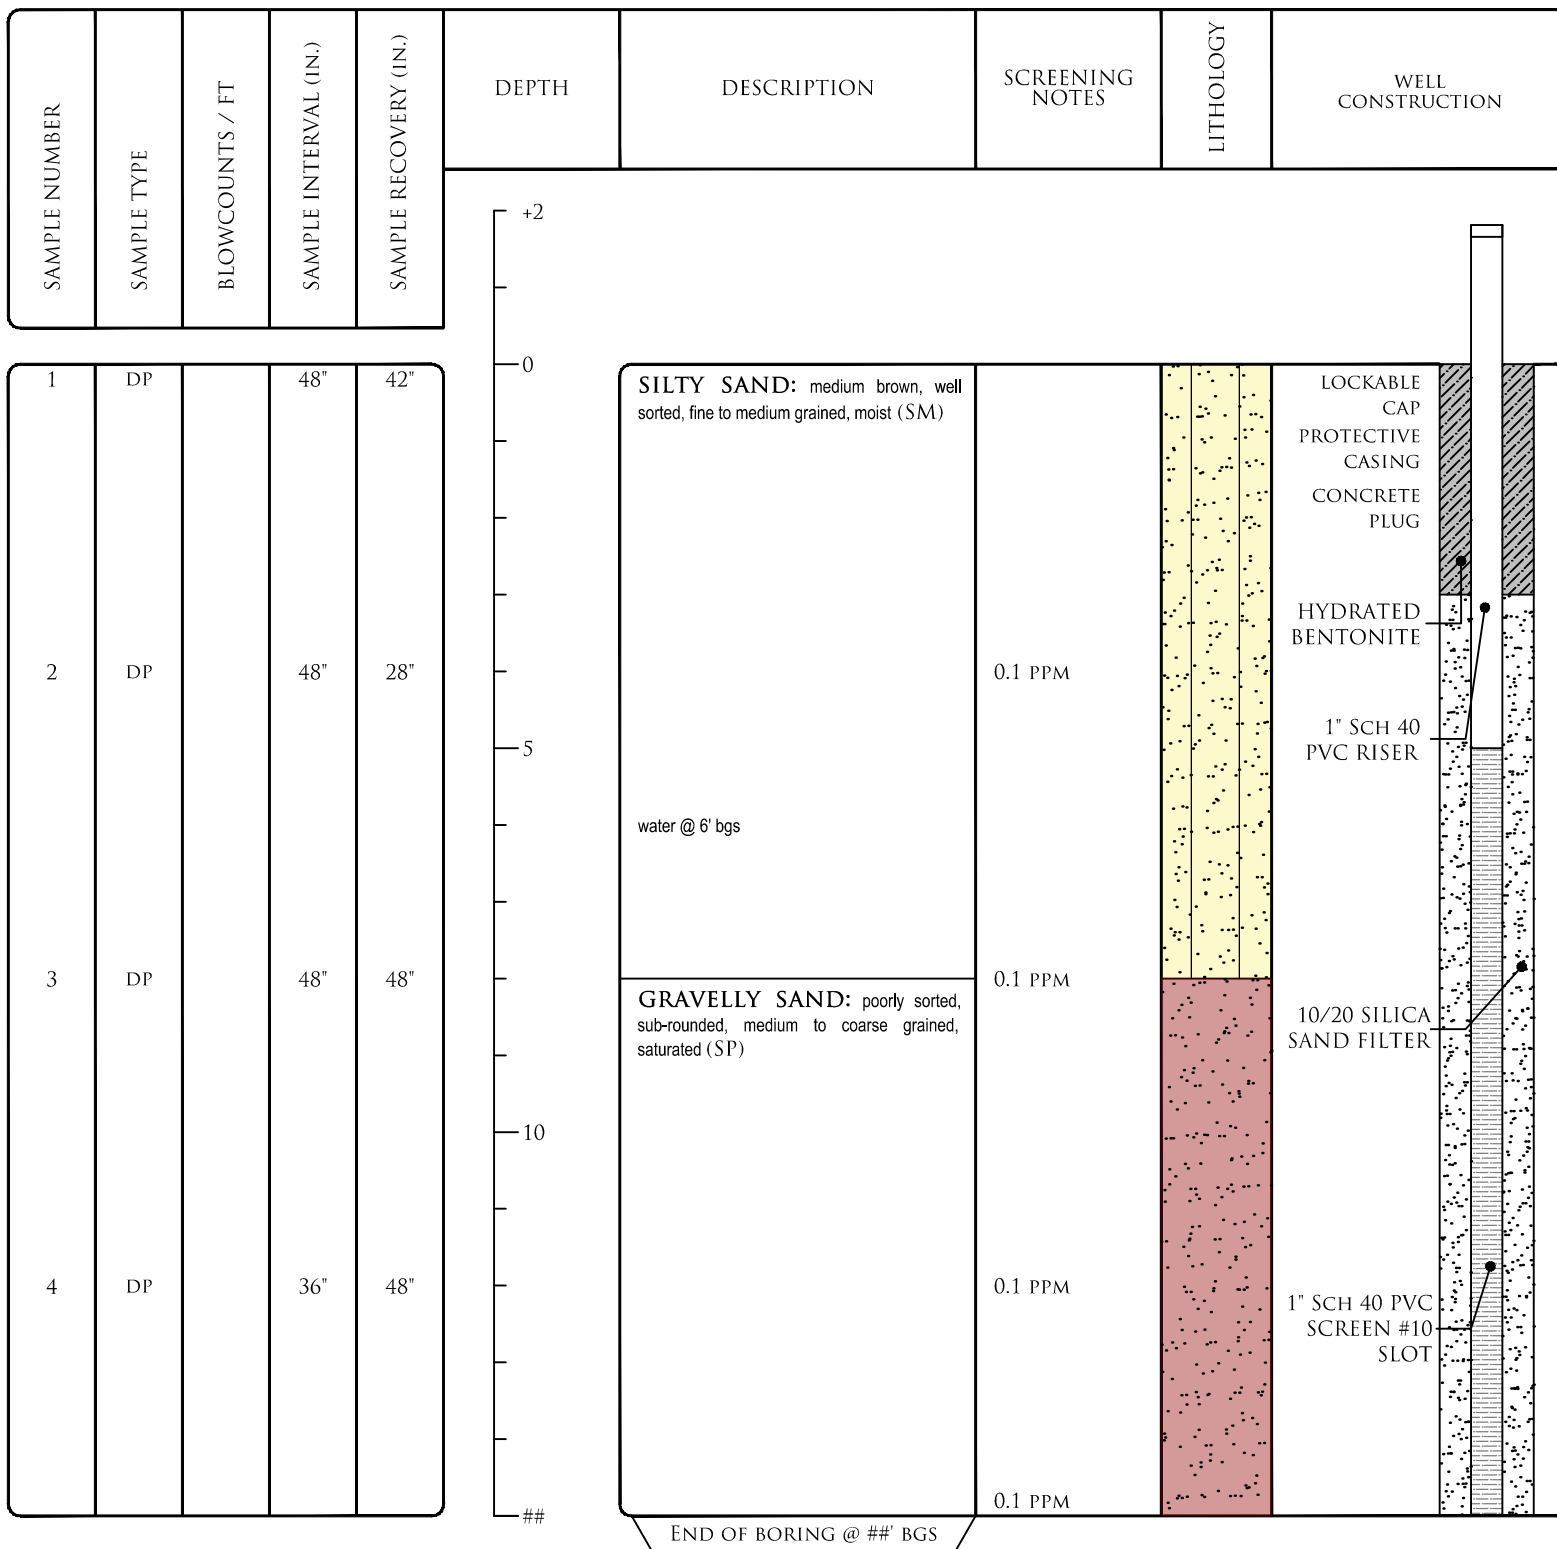 SAMPLE NUMBER
SAMPLE TYPE
BLOWCOUNTS / FT
SAMPLE INTERVAL (IN.)
SAMPLE RECOVERY (IN.)
DEPTH
DESCRIPTION
SCREENING
NOTES
LITHOLOGY
WELL
CONSTRUCTION
+2
0
1 DP 48" 42"
SILTY SAND: medium brown, well
sorted, fine to medium grained, moist (SM)
LOCKABLE
CAP
PROTECTIVE
CASING
CONCRETE
PLUG
HYDRATED
BENTONITE
2 DP 48" 28"
0.1 PPM
1" SCH 40
PVC RISER
5
water @ 6' bgs
3 DP 48" 48"
0.1 PPM
GRAVELLY SAND: poorly sorted,
sub-rounded, medium to coarse grained,
saturated (SP)
10/20 SILICA
SAND FILTER
10
4 DP 36" 48"
0.1 PPM
1" SCH 40 PVC
SCREEN #10
SLOT
0.1 PPM
##
END OF BORING @ ##' BGS